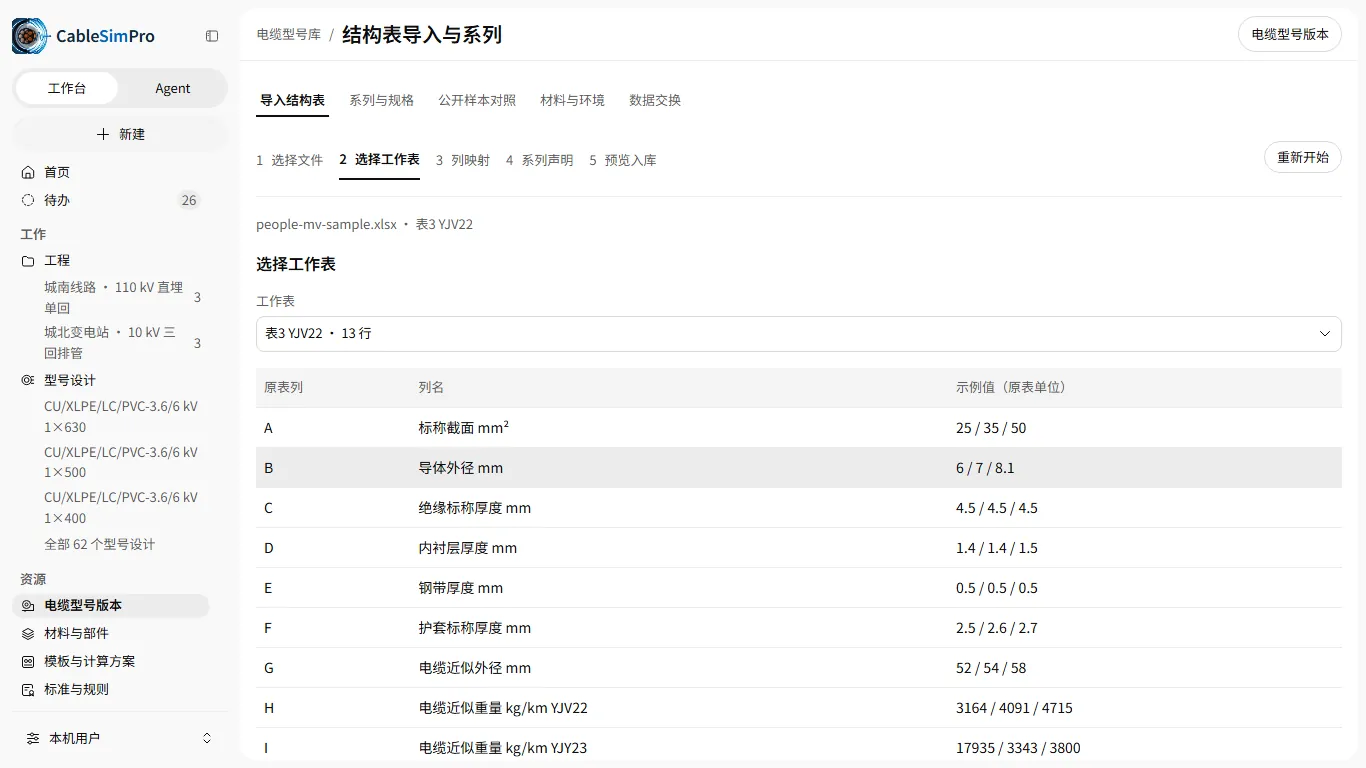 CableSimPro
工作台
Agent
新建
首页
待办
26
工作
工程
城南线路 · 110 kV 直埋
单回
3
城北变电站 · 10 kV 三
回排管
3
型号设计
CU/XLPE/LC/PVC-3.6/6 kV
1×630
CU/XLPE/LC/PVC-3.6/6 kV
1×500
CU/XLPE/LC/PVC-3.6/6 kV
1×400
全部 62 个型号设计
资源
电缆型号版本
材料与部件
模板与计算方案
标准与规则
本机用户
电缆型号库 / 结构表导入与系列
电缆型号版本
导入结构表 系列与规格 公开样本对照 材料与环境 数据交换
1 选择文件 2 选择工作表 3 列映射 4 系列声明 5 预览入库
重新开始
people-mv-sample.xlsx · 表3 YJV22
选择工作表
工作表
表3 YJV22 · 13 行
原表列 列名 示例值（原表单位）
A 标称截面 mm² 25 / 35 / 50
B 导体外径 mm 6 / 7 / 8.1
C 绝缘标称厚度 mm 4.5 / 4.5 / 4.5
D 内衬层厚度 mm 1.4 / 1.4 / 1.5
E 钢带厚度 mm 0.5 / 0.5 / 0.5
F 护套标称厚度 mm 2.5 / 2.6 / 2.7
G 电缆近似外径 mm 52 / 54 / 58
H 电缆近似重量 kg/km YJV22 3164 / 4091 / 4715
I 电缆近似重量 kg/km YJY23 17935 / 3343 / 3800